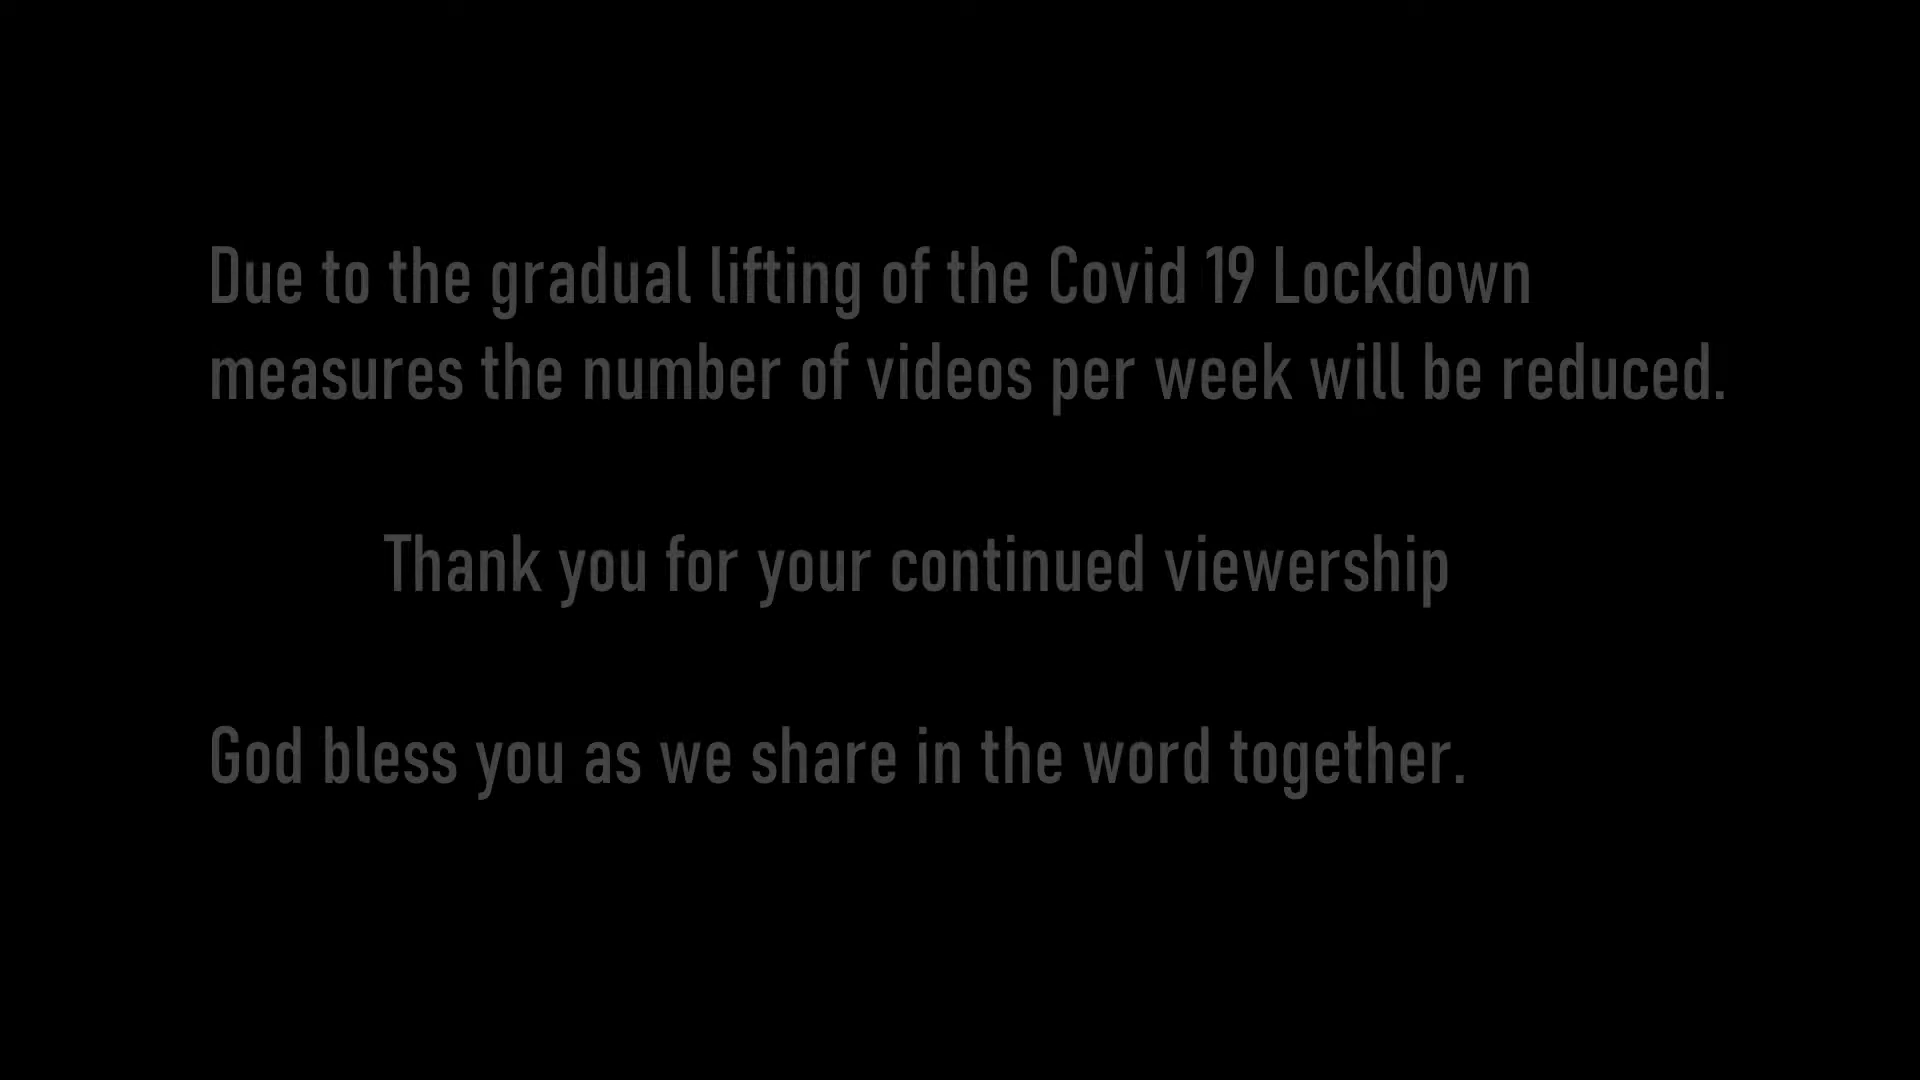 Due to the gradual lifting of the Covid 19 Lockdown
measures the number of videos per week will be reduced.
Thank you for your continued viewership
God bless you as we share in the word together.